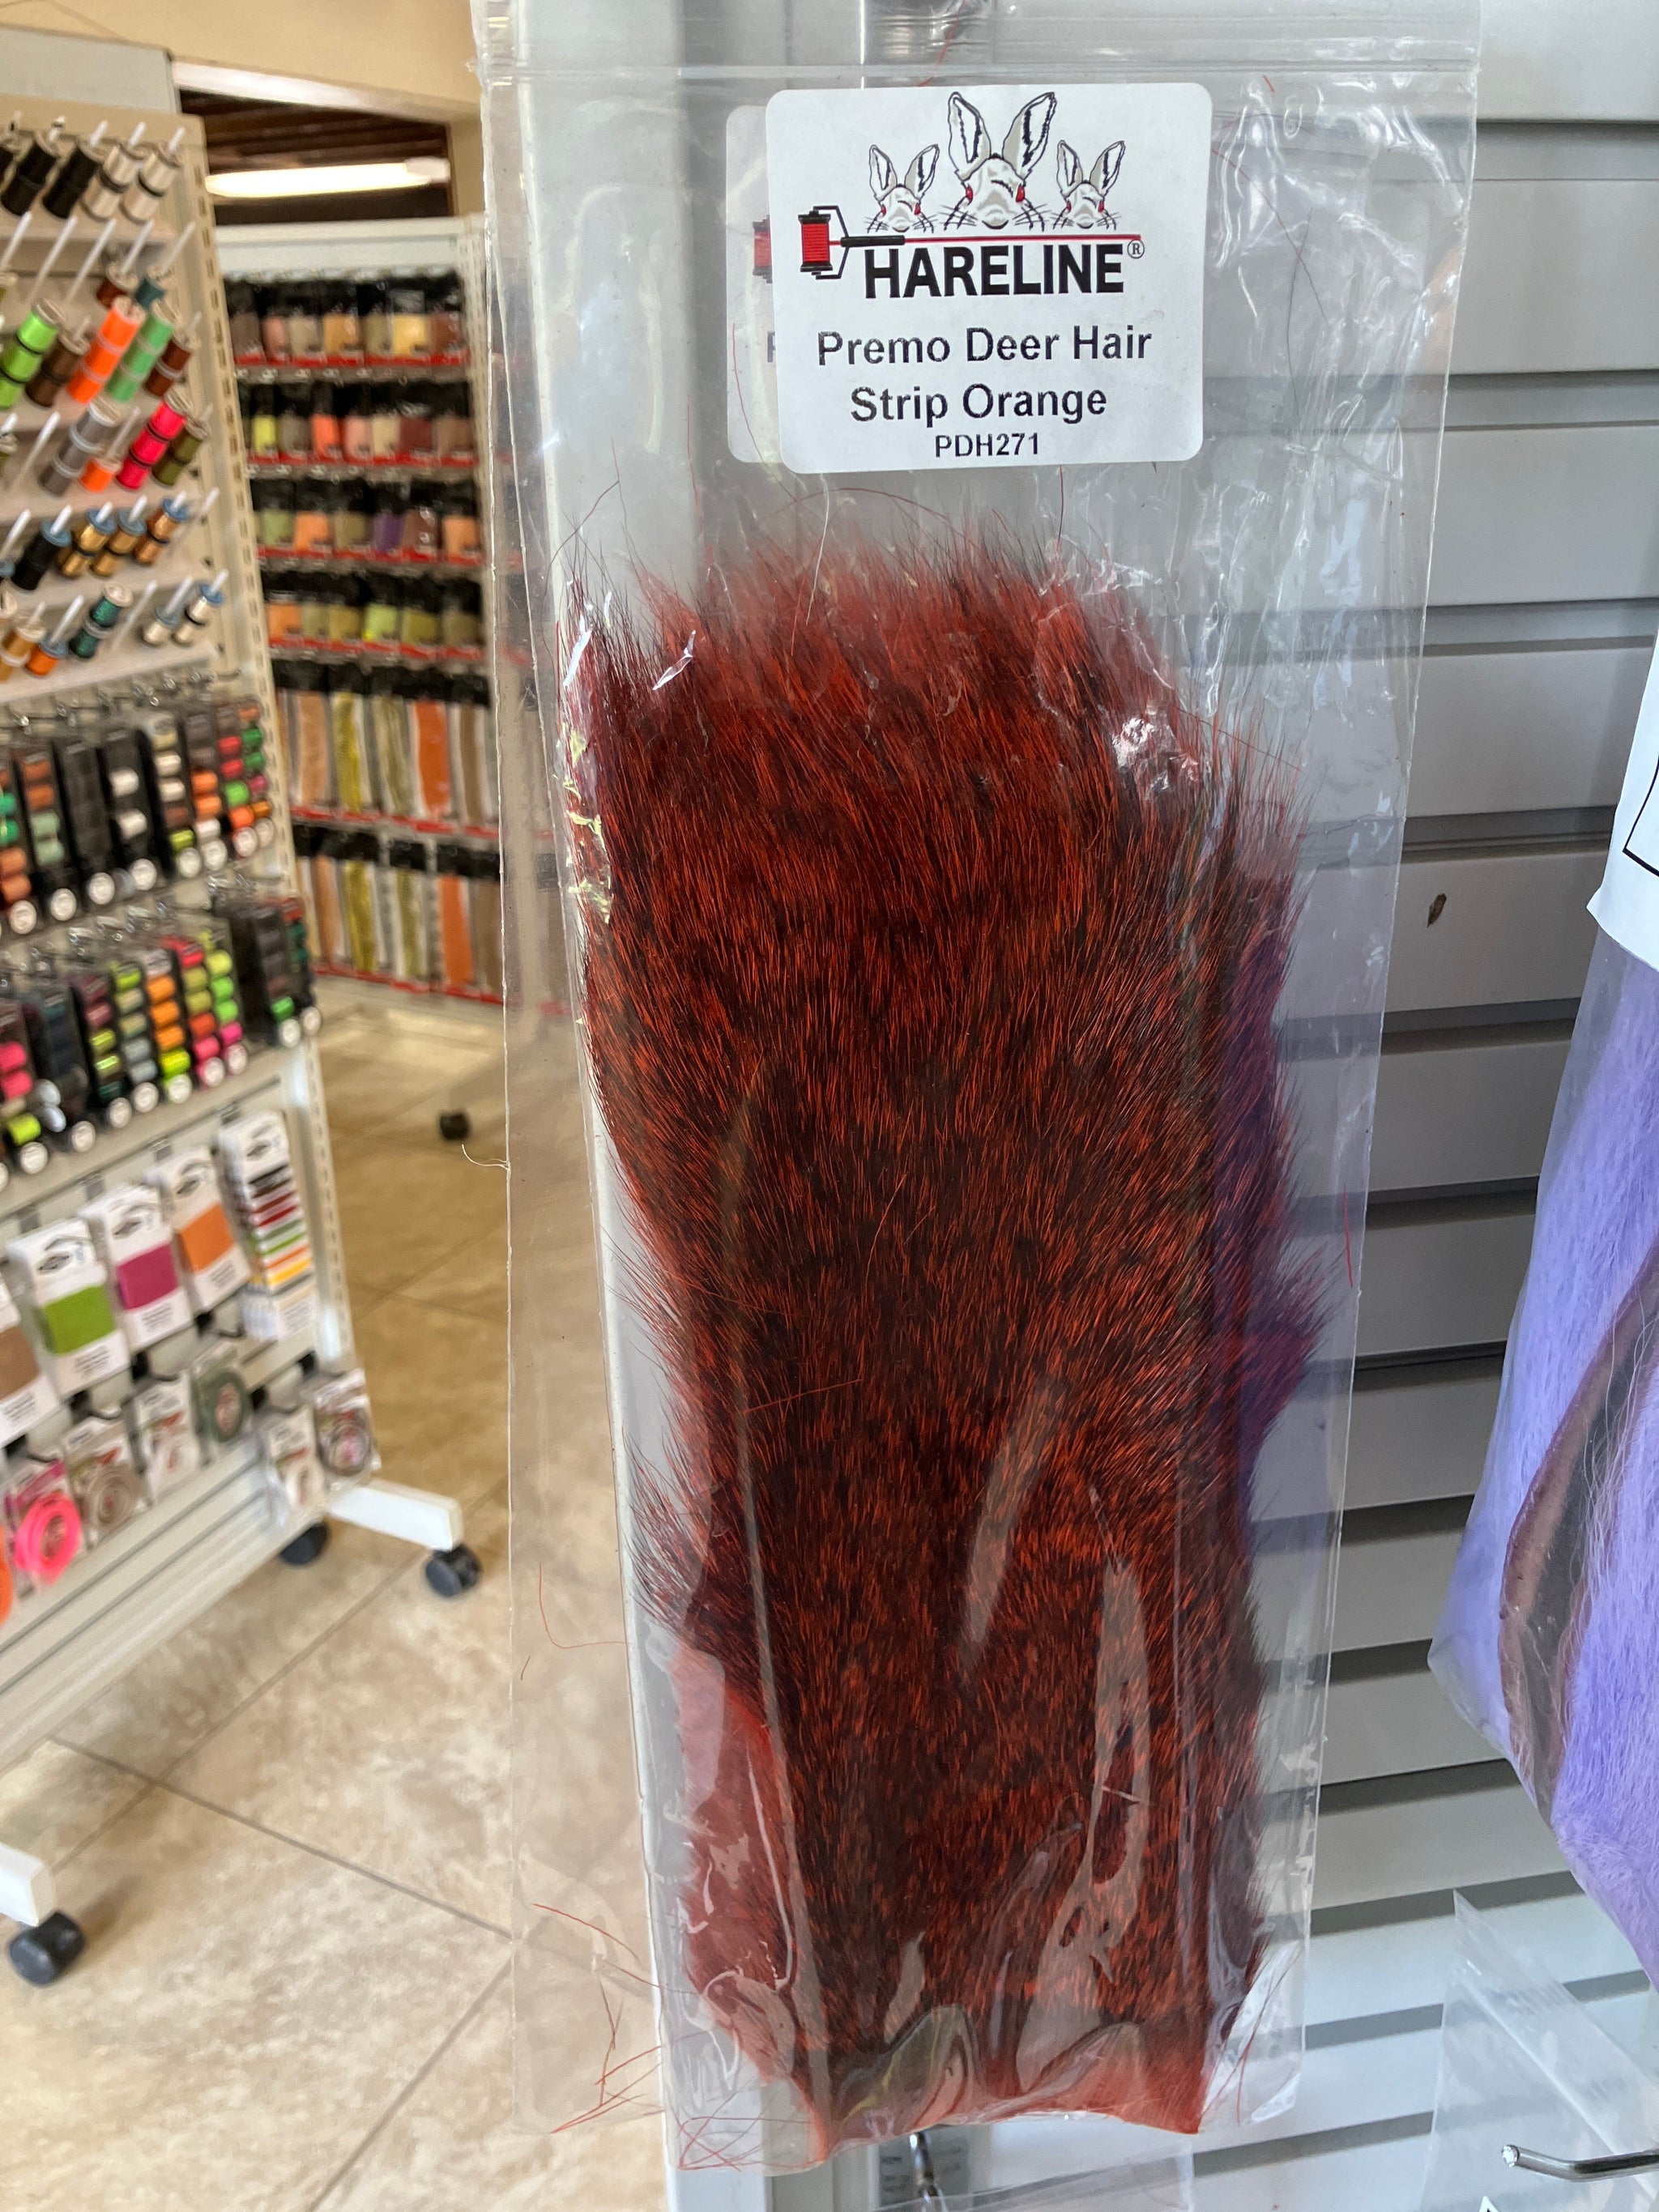 HARELINE®
Premo Deer Hair
Strip Orange
PDH271